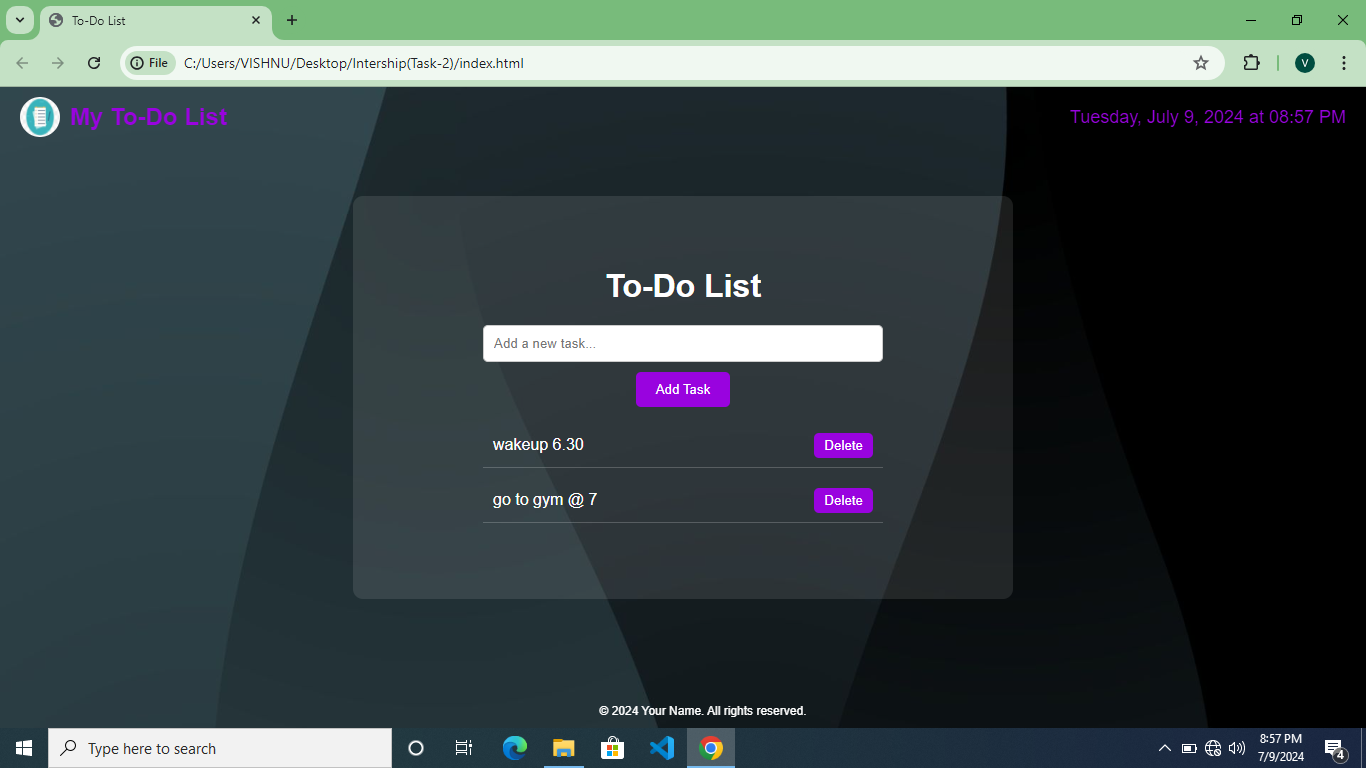 To-Do List
File C:/Users/VISHNU/Desktop/Intership(Task-2)/index.html
V
My To-Do List
Tuesday, July 9, 2024 at 08:57 PM
To-Do List
Add a new task...
Add Task
wakeup 6.30 Delete
go to gym @ 7 Delete
© 2024 Your Name. All rights reserved.
Type here to search
8:57 PM
7/9/2024
4